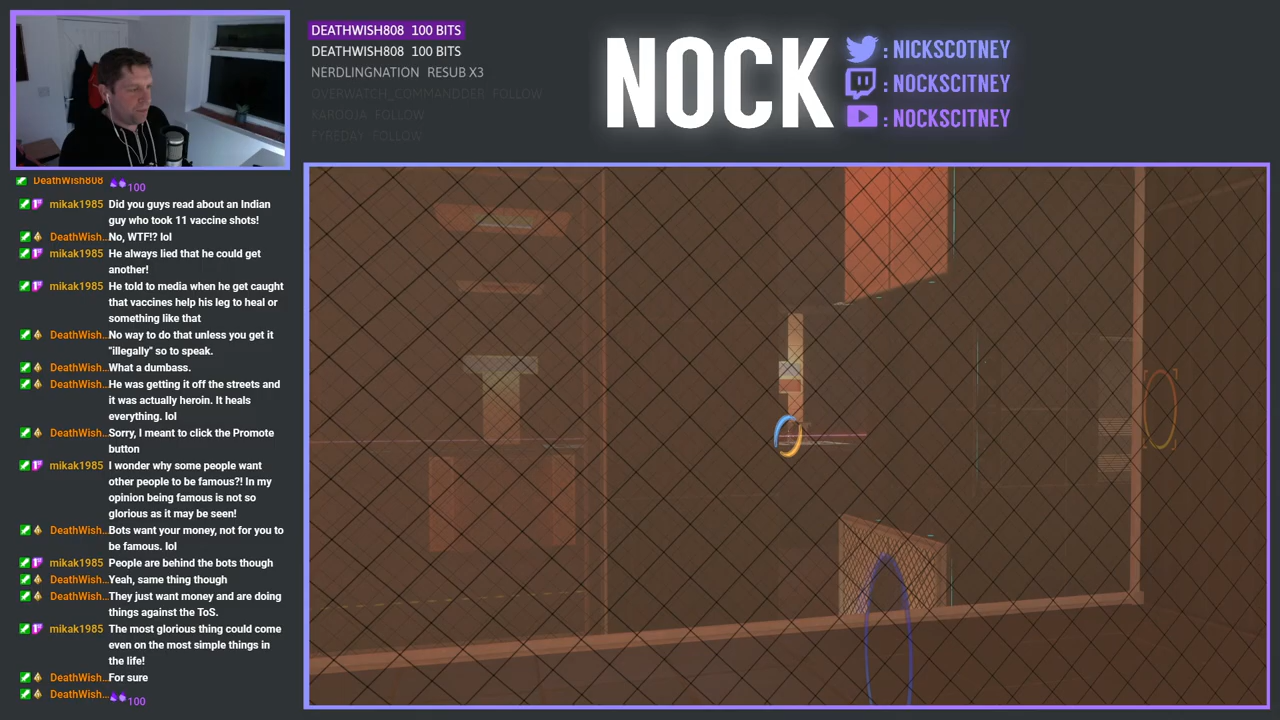 DEATHWISH808 100 BITS
DEATHWISH808 100 BITS
NERDLINGNATION RESUB X3
OVERWATCH_COMMANDDER FOLLOW
KAROOJA FOLLOW
FYREDAY FOLLOW
NOCK
: NICKSCOTNEY
: NOCKSCITNEY
: NOCKSCITNEY
DeathWish808 100
mikak1985 Did you guys read about an Indian
guy who took 11 vaccine shots!
DeathWish... No, WTF!? lol
mikak1985 He always lied that he could get
another!
mikak1985 He told to media when he get caught
that vaccines help his leg to heal or
something like that
DeathWish... No way to do that unless you get it
"illegally" so to speak.
DeathWish... What a dumbass.
DeathWish... He was getting it off the streets and
it was actually heroin. It heals
everything. lol
DeathWish... Sorry, I meant to click the Promote
button
mikak1985 I wonder why some people want
other people to be famous?! In my
opinion being famous is not so
glorious as it may be seen!
DeathWish... Bots want your money, not for you to
be famous. lol
mikak1985 People are behind the bots though
DeathWish... Yeah, same thing though
DeathWish... They just want money and are doing
things against the ToS.
mikak1985 The most glorious thing could come
even on the most simple things in
the life!
DeathWish... For sure
DeathWish... 100